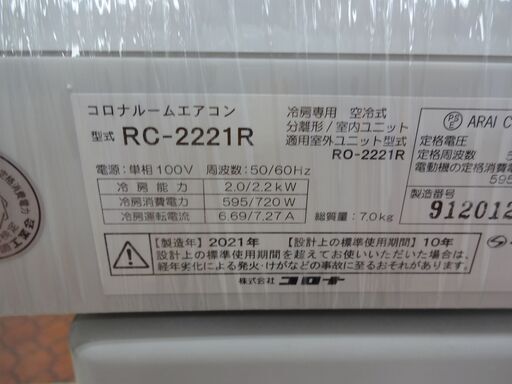 コロナルームエアコン
型式 RC-2221R
冷房専用 空冷式
分離形/室内ユニット
適用室外ユニット型式
RO-2221R
電源:単相100V 周波数:50/60Hz
冷房能力 2.0/2.2kW
冷房消費電力 595/720W
冷房運転電流 6.69/7.27A
総質量:7.0kg
【製造年】2021年 【設計上の標準使用期間】10年
設計上の標準使用期間を超えてお使いいただいた場合は、
経年劣化による発火・けがなどの事故に至るおそれがあります。
株式会社 コロナ
PSE ARAI C
定格電圧
定格周波数 5
電動機の定格消費
595
製造番号
912012
定格消費電力